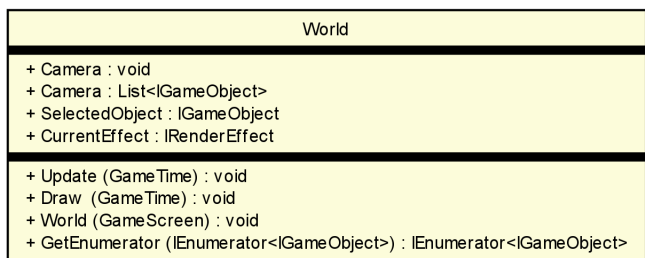 World
+ Camera : void
+ Camera : List<IGameObject>
+ SelectedObject : IGameObject
+ CurrentEffect : IRenderEffect
+ Update (GameTime) : void
+ Draw  (GameTime) : void
+ World (GameScreen) : void
+ GetEnumerator (IEnumerator<IGameObject>) : IEnumerator<IGameObject>